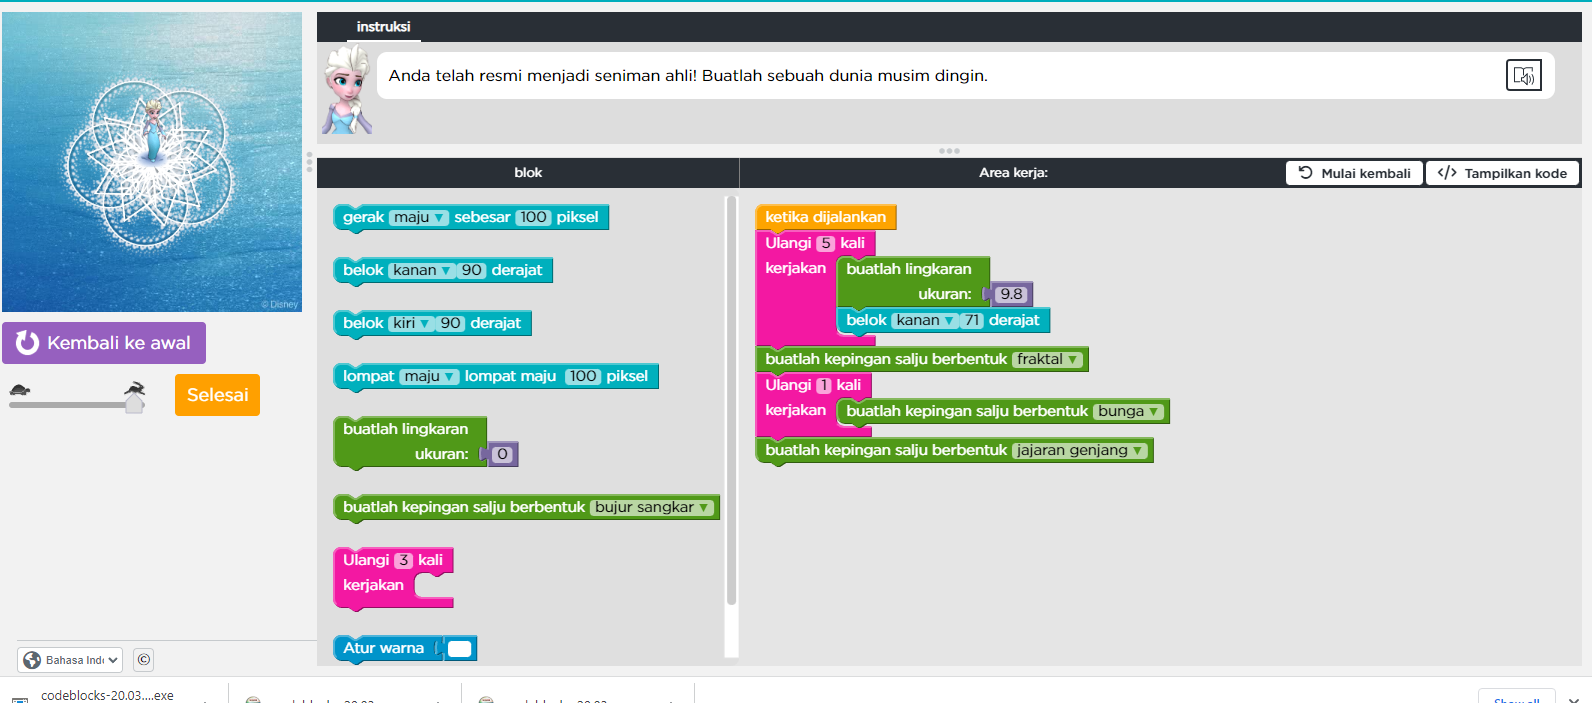 instruksi
Anda telah resmi menjadi seniman ahli! Buatlah sebuah dunia musim dingin.
© Disney
Kembali ke awal
Selesai
Bahasa Ind
©
blok
gerak maju ▼ sebesar 100 piksel
belok kanan ▼ 90 derajat
belok kiri ▼ 90 derajat
lompat maju ▼ lompat maju 100 piksel
buatlah lingkaran
ukuran: 0
buatlah kepingan salju berbentuk bujur sangkar ▼
Ulangi 3 kali
kerjakan
Atur warna
Area kerja:
Mulai kembali
</> Tampilkan kode
ketika dijalankan
Ulangi 5 kali
kerjakan buatlah lingkaran
ukuran: 9.8
belok kanan ▼ 71 derajat
buatlah kepingan salju berbentuk fraktal ▼
Ulangi 1 kali
kerjakan buatlah kepingan salju berbentuk bunga ▼
buatlah kepingan salju berbentuk jajaran genjang ▼
codeblocks-20.03....exe